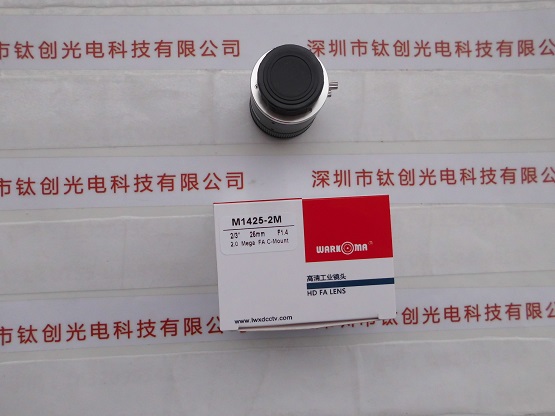 市钛创光电科技有限公司
深圳市钛创光电科技有限公
市钛创光电科技有限公司
深圳市钛创光电科技有限公
M1425-2M
2/3" 25mm F1.4
2.0 Mega FA C-Mount
WARKOMA
高清工业镜头
HD FA LENS
www.lwxdcctv.com
市钛创光电科技有限公司
深圳市钛创光电科技有限公